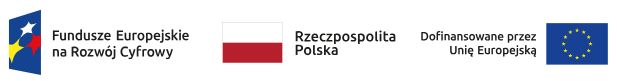 Fundusze Europejskie
na Rozwój Cyfrowy
Rzeczpospolita
Polska
Dofinansowane przez
Unię Europejską